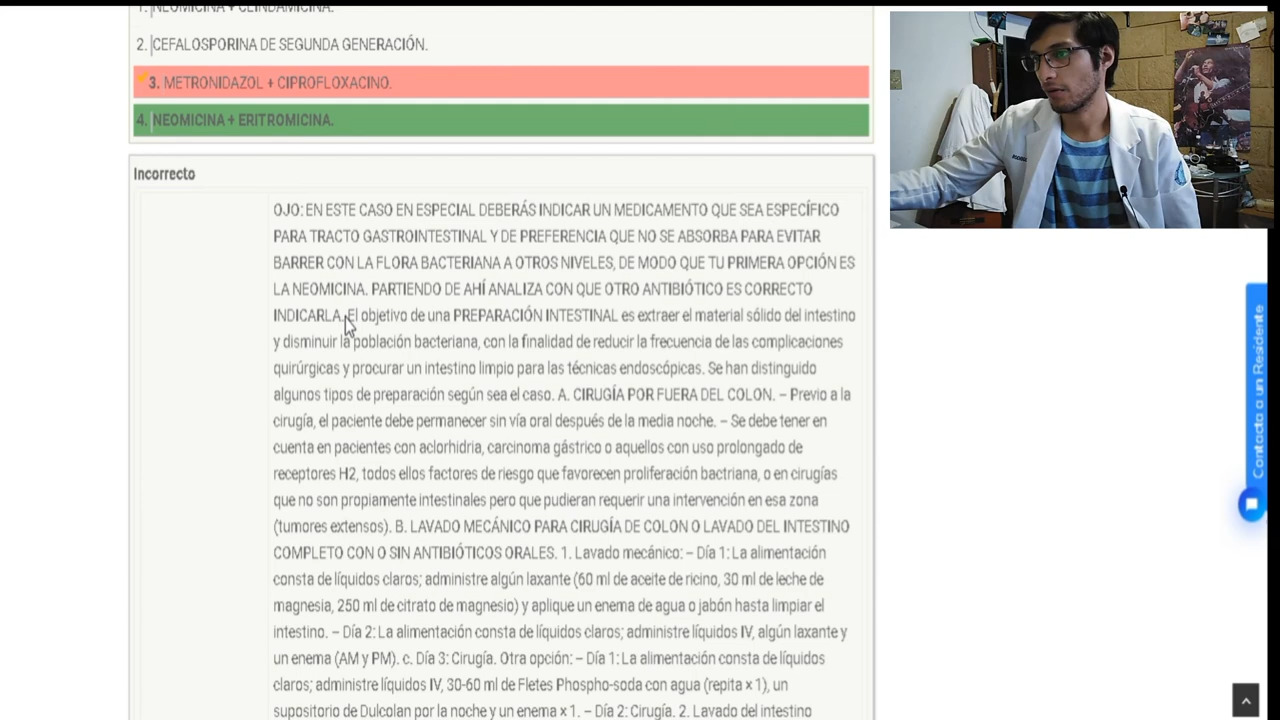 1. NEOMICINA + CLINDAMICINA.
2. CEFALOSPORINA DE SEGUNDA GENERACIÓN.
3. METRONIDAZOL + CIPROFLOXACINO.
4. NEOMICINA + ERITROMICINA.
Incorrecto
OJO: EN ESTE CASO EN ESPECIAL DEBERÁS INDICAR UN MEDICAMENTO QUE SEA ESPECÍFICO
PARA TRACTO GASTROINTESTINAL Y DE PREFERENCIA QUE NO SE ABSORBA PARA EVITAR
BARRER CON LA FLORA BACTERIANA A OTROS NIVELES, DE MODO QUE TU PRIMERA OPCIÓN ES
LA NEOMICINA. PARTIENDO DE AHÍ ANALIZA CON QUE OTRO ANTIBIÓTICO ES CORRECTO
INDICARLA. El objetivo de una PREPARACIÓN INTESTINAL es extraer el material sólido del intestino
y disminuir la población bacteriana, con la finalidad de reducir la frecuencia de las complicaciones
quirúrgicas y procurar un intestino limpio para las técnicas endoscópicas. Se han distinguido
algunos tipos de preparación según sea el caso. A. CIRUGÍA POR FUERA DEL COLON. – Previo a la
cirugía, el paciente debe permanecer sin vía oral después de la media noche. – Se debe tener en
cuenta en pacientes con aclorhidria, carcinoma gástrico o aquellos con uso prolongado de
receptores H2, todos ellos factores de riesgo que favorecen proliferación bactriana, o en cirugías
que no son propiamente intestinales pero que pudieran requerir una intervención en esa zona
(tumores extensos). B. LAVADO MECÁNICO PARA CIRUGÍA DE COLON O LAVADO DEL INTESTINO
COMPLETO CON O SIN ANTIBIÓTICOS ORALES. 1. Lavado mecánico: – Día 1: La alimentación
consta de líquidos claros; administre algún laxante (60 ml de aceite de ricino, 30 ml de leche de
magnesia, 250 ml de citrato de magnesio) y aplique un enema de agua o jabón hasta limpiar el
intestino. – Día 2: La alimentación consta de líquidos claros; administre líquidos IV, algún laxante y
un enema (AM y PM). c. Día 3: Cirugía. Otra opción: – Día 1: La alimentación consta de líquidos
claros; administre líquidos IV, 30-60 ml de Fletes Phospho-soda con agua (repita × 1), un
supositorio de Dulcolan por la noche y un enema × 1. – Día 2: Cirugía. 2. Lavado del intestino
Contacta a un Residente